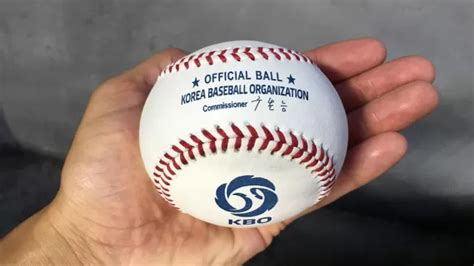 ★ OFFICIAL BALL ★
KOREA BASEBALL ORGANIZATION
Commissioner
KBO